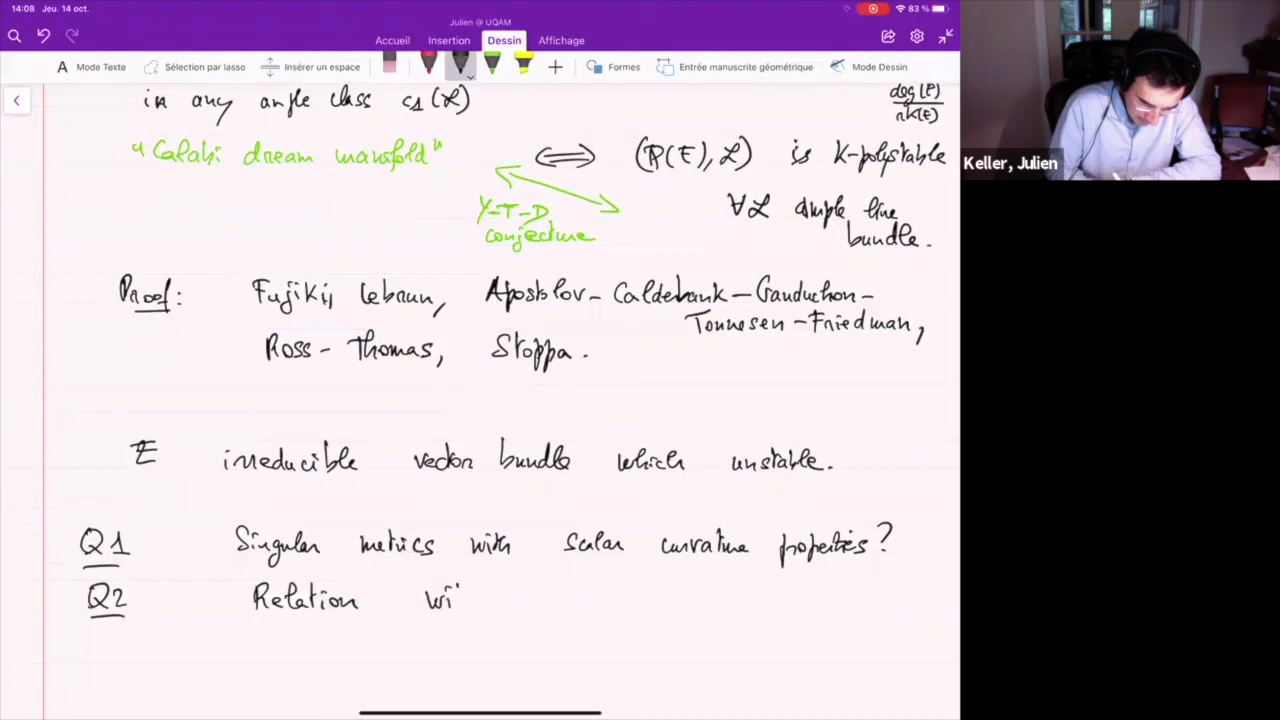 14:08 Jeu. 14 oct.
83 %
Julien @ UQAM
Accueil Insertion Dessin Affichage
A Mode Texte Sélection par lasso Insérer un espace Formes Entrée manuscrite géométrique Mode Dessin
in any angle class c1(L)
deg(F)
rk(E)
"Calabi dream manifold" ⟺ (P(E), L) is K-polystable
Y-T-D
conjecture
∀L ample line
bundle.
Proof: Fujiki, Lebrun, Apostolov - Caldebank - Gauduchon -
Tonnesen - Friedman,
Ross - Thomas, Stoppa.
E irreducible vector bundle which unstable.
Q1 Singular metrics with scalar curvature properties?
Q2 Relation wi
Keller, Julien